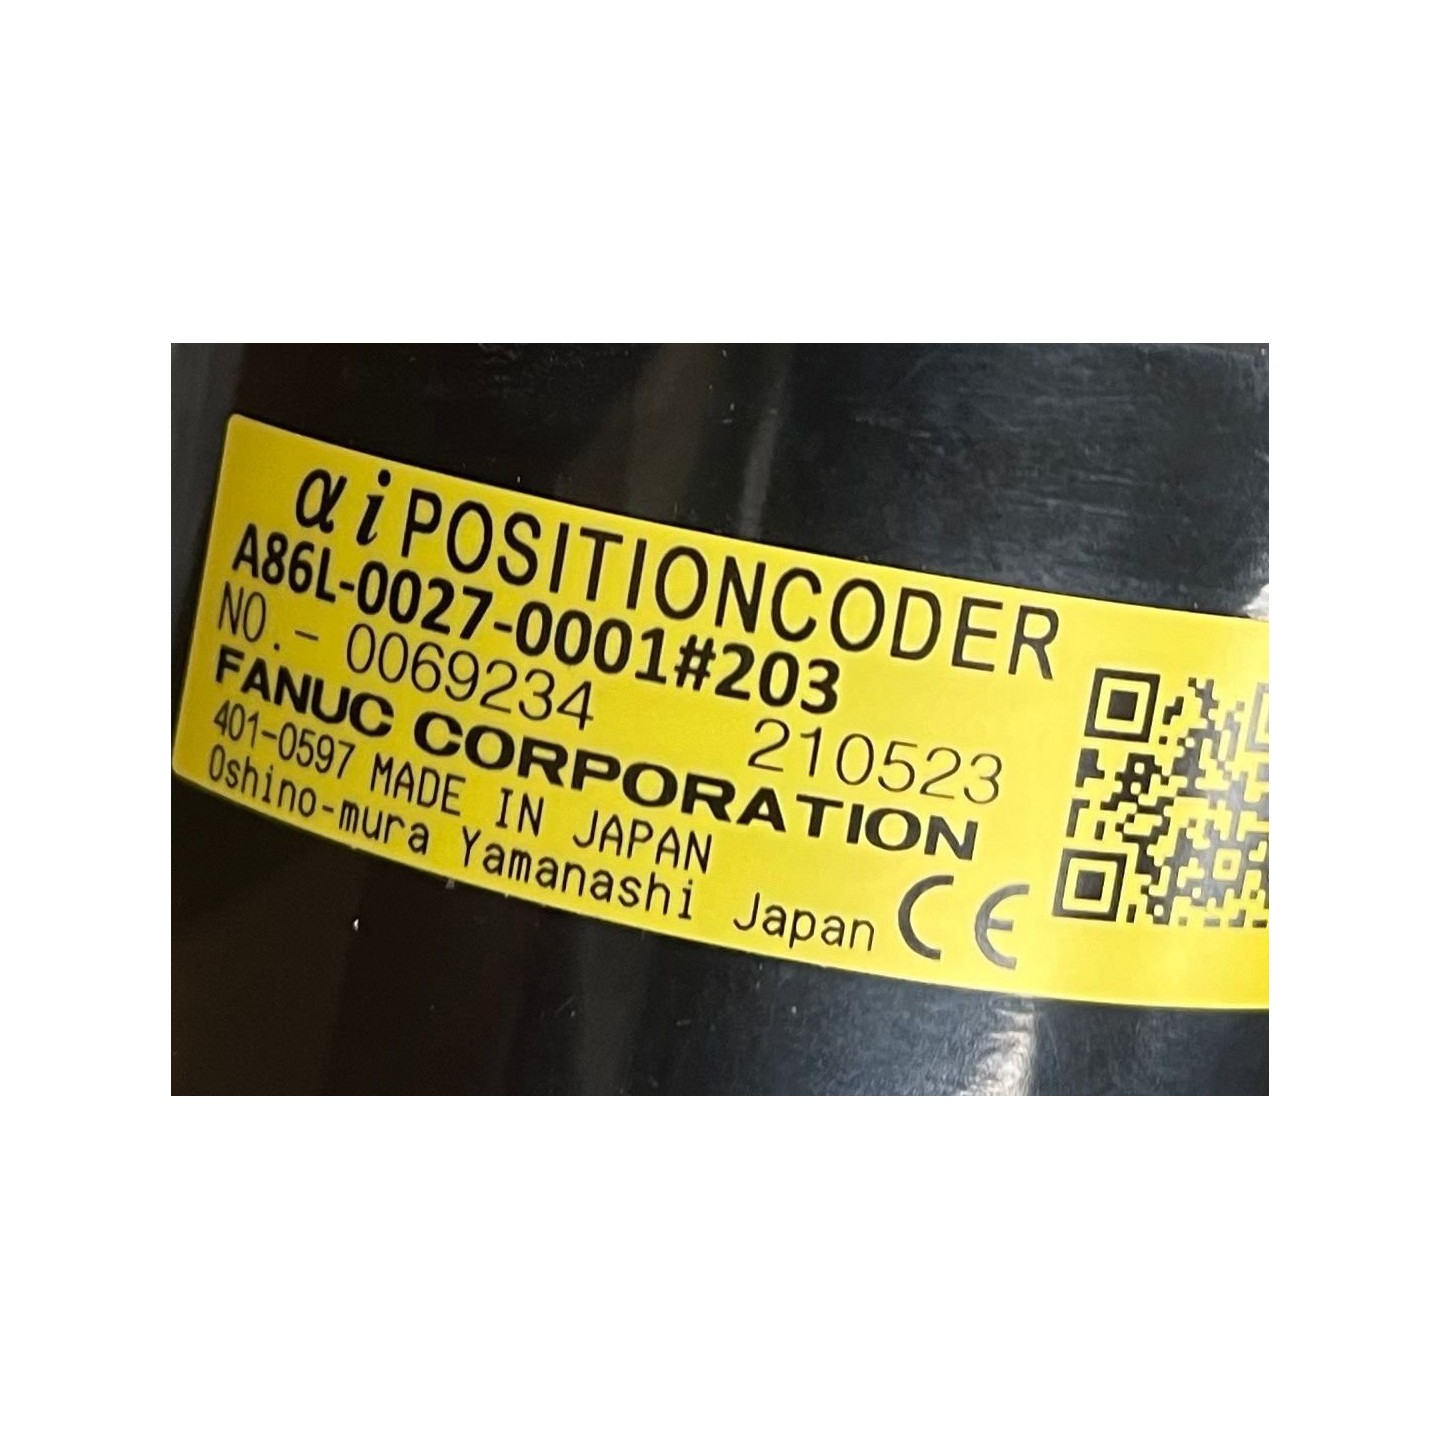 αi POSITIONCODER
A86L-0027-0001#203
NO.- 0069234 210523
FANUC CORPORATION
401-0597 MADE IN JAPAN
Oshino-mura Yamanashi Japan CE